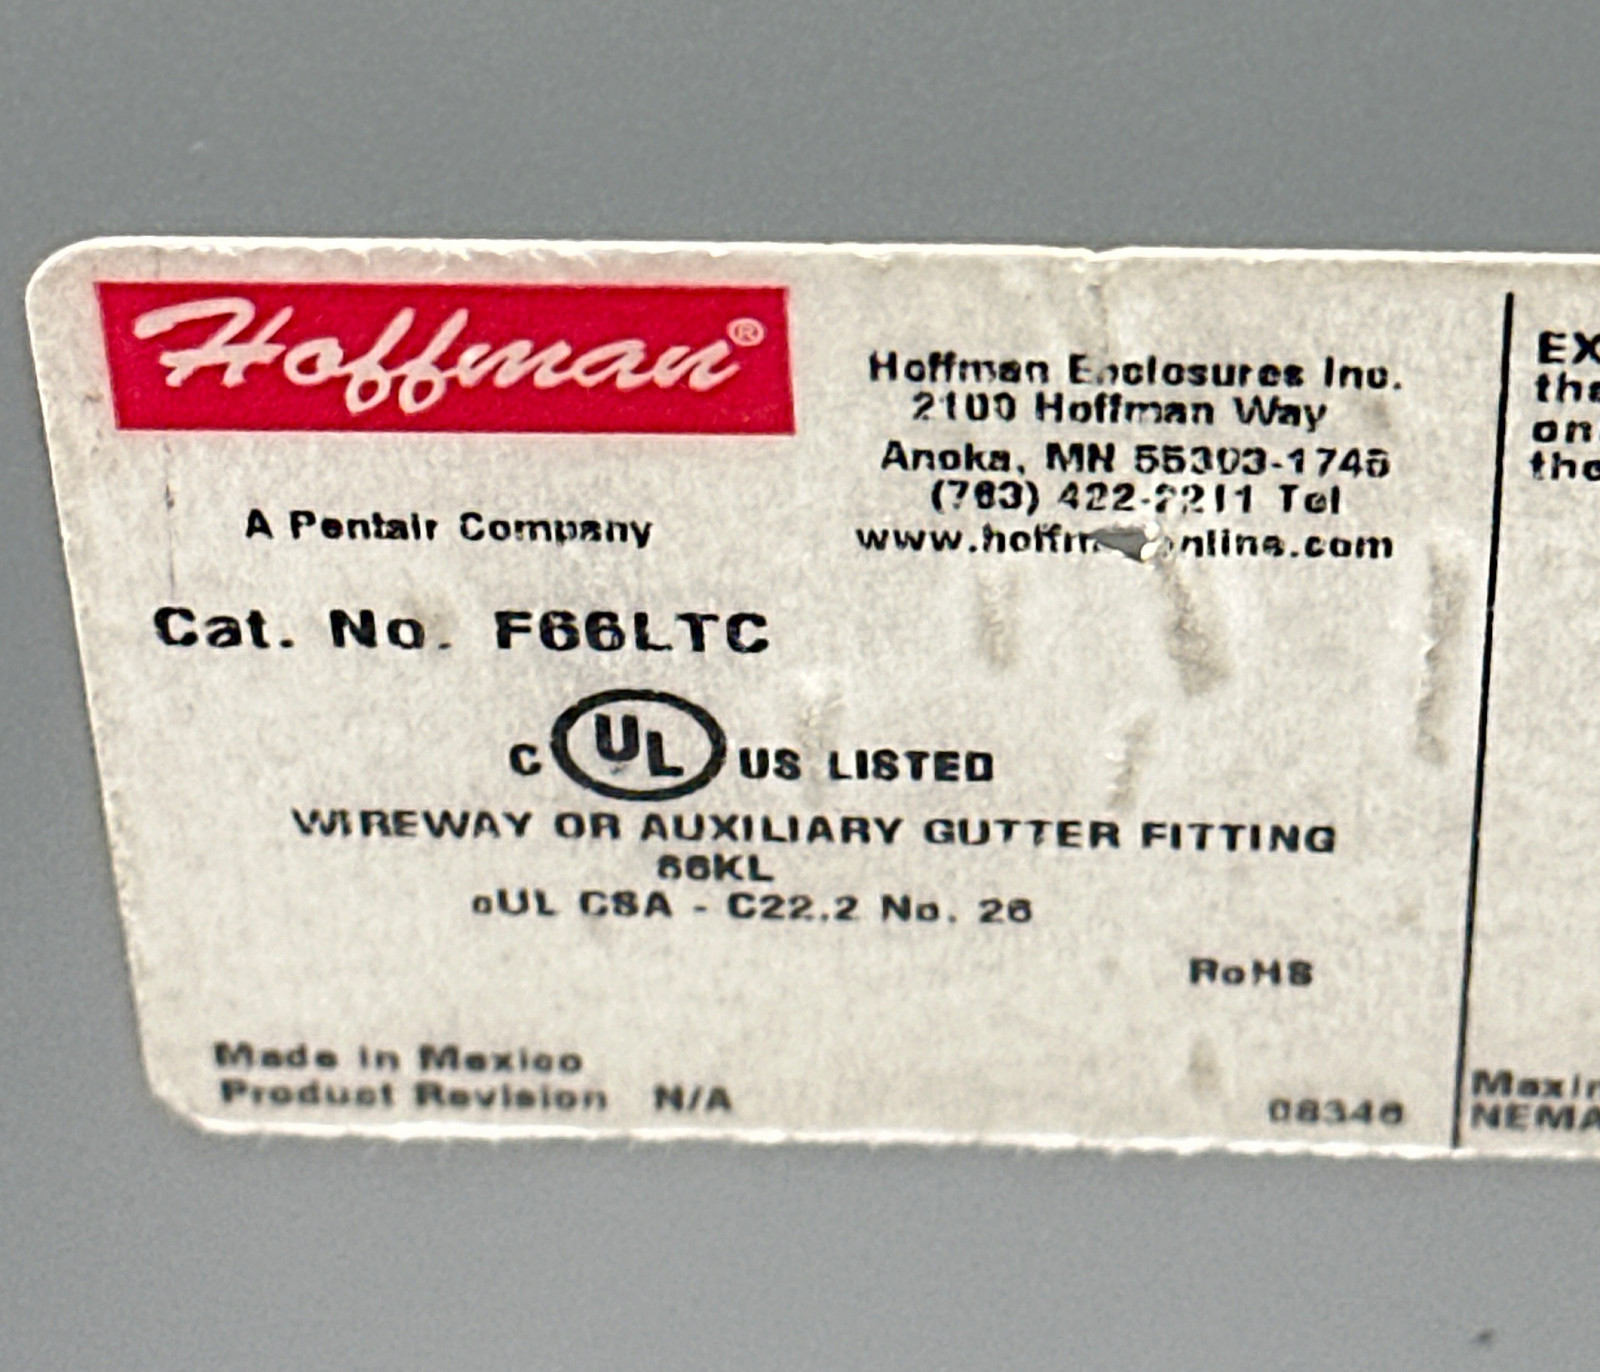 Hoffman®
A Pentair Company
Hoffman Enclosures Inc.
2100 Hoffman Way
Anoka, MN 55303-1745
(763) 422-2211 Tel
Cat. No. F66LTC
C UL US LISTED
WIREWAY OR AUXILIARY GUTTER FITTING
66KL
cUL CSA - C22.2 No. 26
RoHS
Made in Mexico
Product Revision N/A
08346
EX
the
on
the
Maxim
NEMA